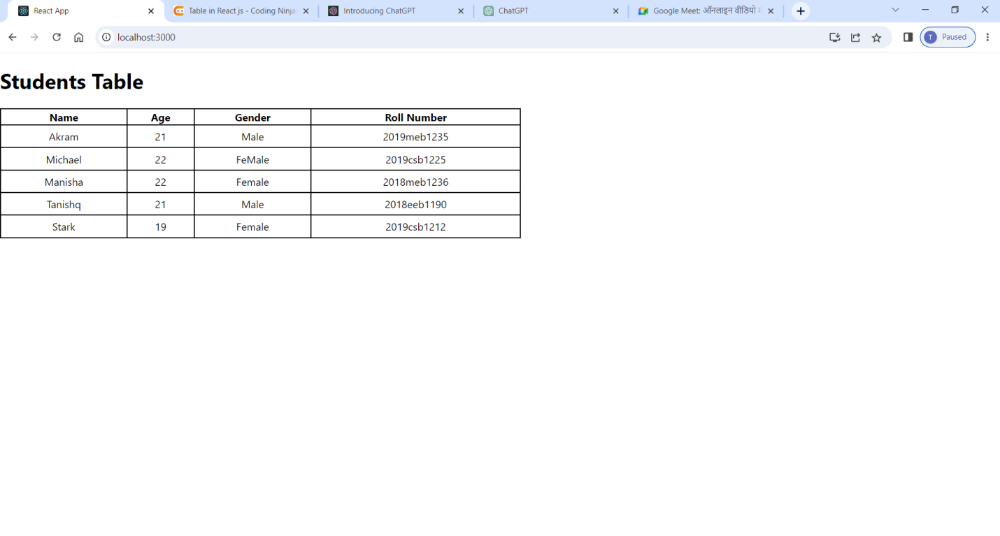 React App
Table in React js - Coding Ninja
Introducing ChatGPT
ChatGPT
Google Meet: ऑनलाइन वीडियो
localhost:3000
T Paused
Students Table
Name Age Gender Roll Number
Akram 21 Male 2019meb1235
Michael 22 FeMale 2019csb1225
Manisha 22 Female 2018meb1236
Tanishq 21 Male 2018eeb1190
Stark 19 Female 2019csb1212